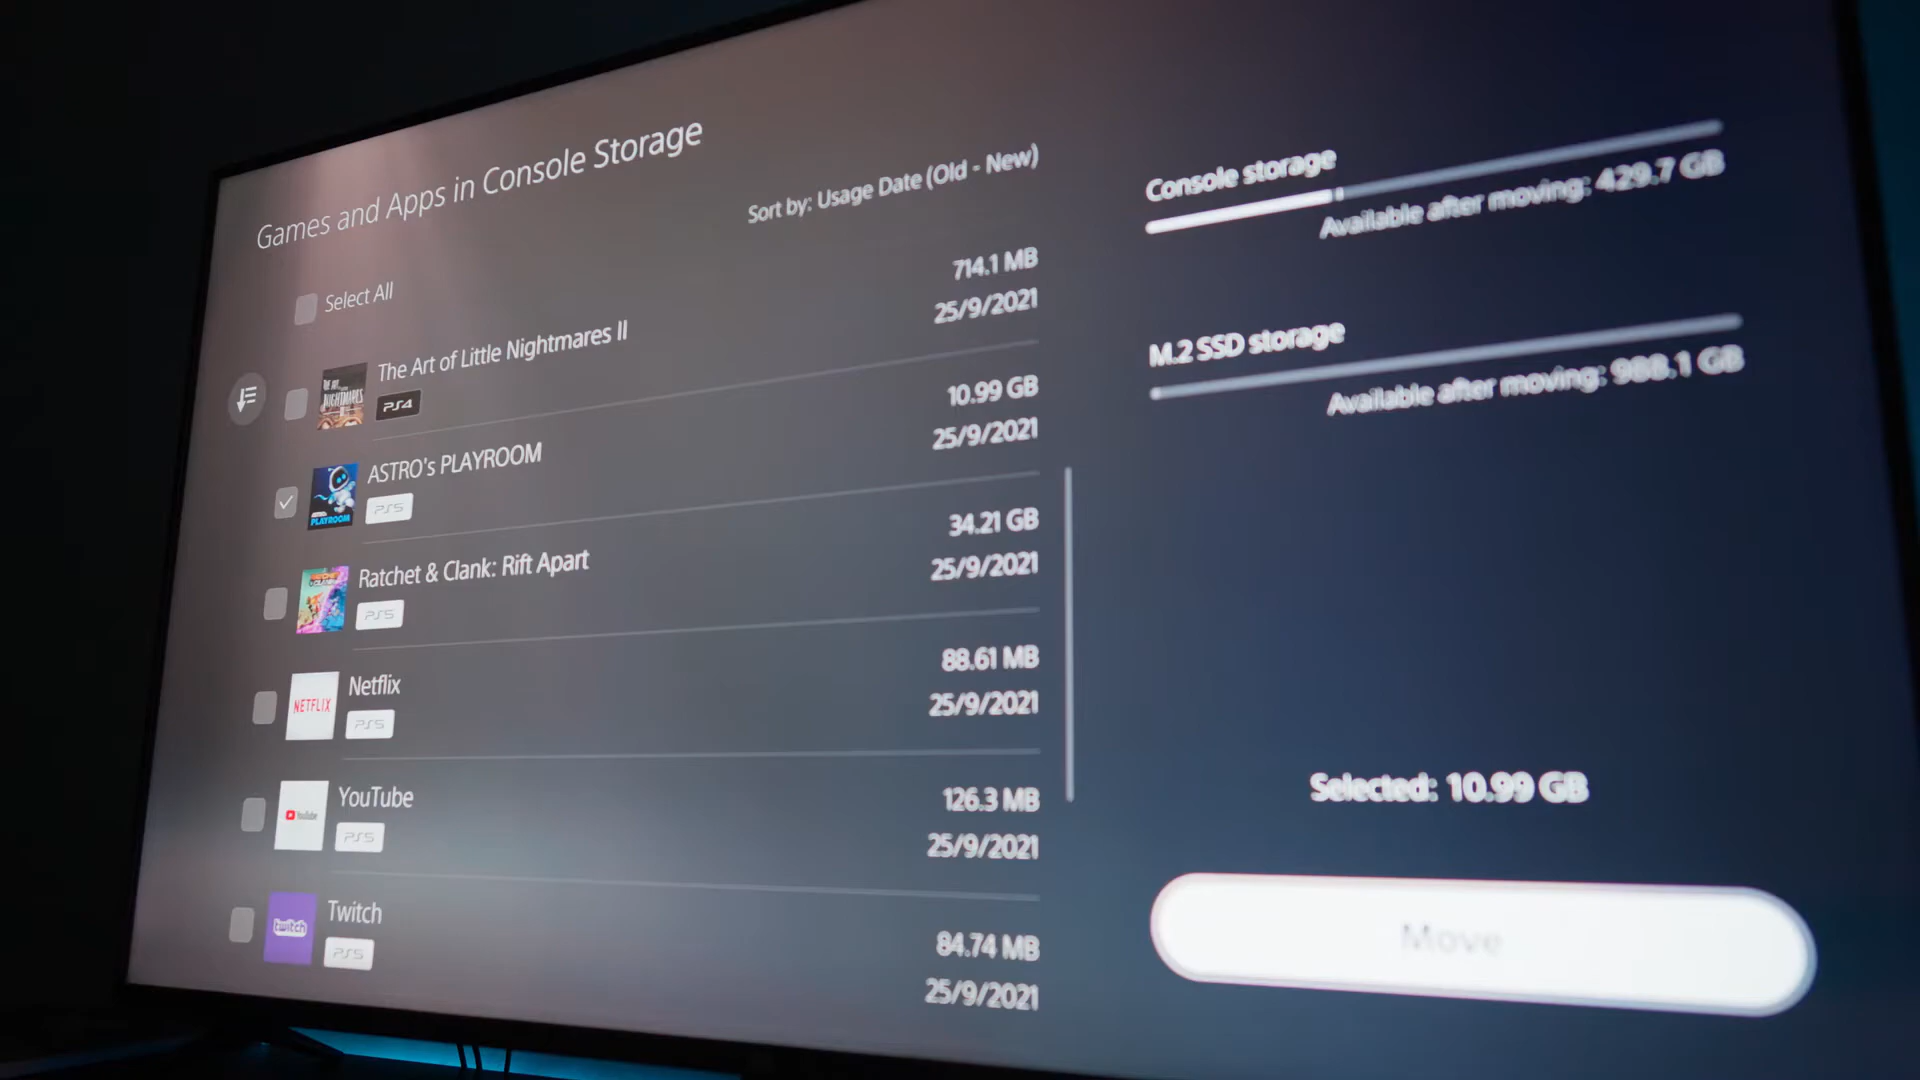 Games and Apps in Console Storage
Sort by: Usage Date (Old - New)
Select All
The Art of Little Nightmares II
PS4
714.1 MB
25/9/2021
ASTRO's PLAYROOM
PS5
10.99 GB
25/9/2021
PLAYROOM
Ratchet & Clank: Rift Apart
PS5
34.21 GB
25/9/2021
NETFLIX
Netflix
PS5
88.61 MB
25/9/2021
YouTube
YouTube
PS5
126.3 MB
25/9/2021
twitch
Twitch
PS5
84.74 MB
25/9/2021
Console storage
Available after moving: 429.7 GB
M.2 SSD storage
Available after moving: 988.1 GB
Selected: 10.99 GB
Move